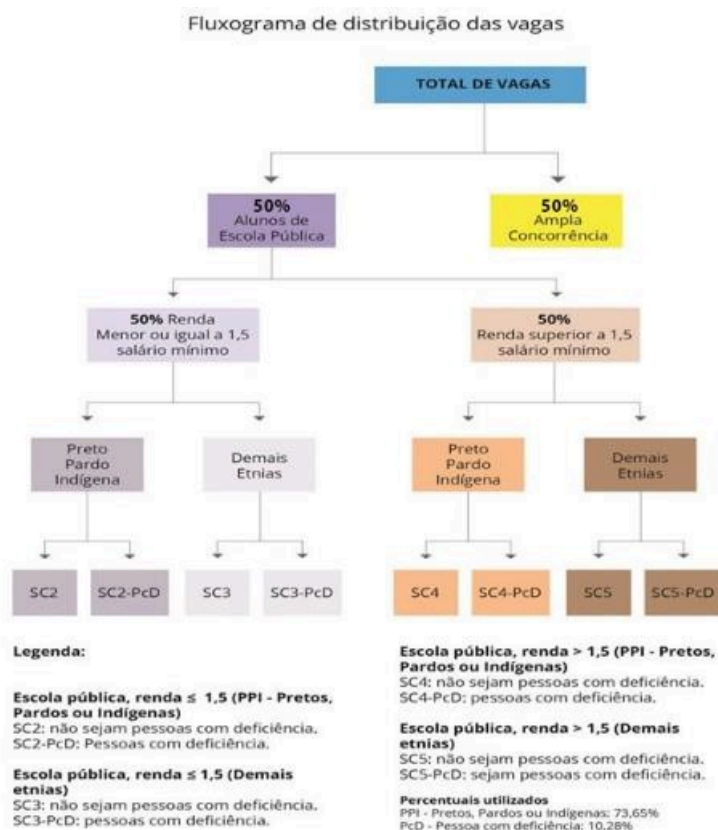 Fluxograma de distribuição das vagas
TOTAL DE VAGAS
50%
Alunos de
Escola Pública
50%
Ampla
Concorrência
50% Renda
Menor ou igual a 1,5
salário mínimo
50%
Renda superior a 1,5
salário mínimo
Preto
Pardo
Indígena
Demais
Etnias
Preto
Pardo
Indígena
Demais
Etnias
SC2
SC2-PcD
SC3
SC3-PcD
SC4
SC4-PcD
SC5
SC5-PcD
Legenda:
Escola pública, renda ≤ 1,5 (PPI - Pretos,
Pardos ou Indígenas)
SC2: não sejam pessoas com deficiência.
SC2-PcD: Pessoas com deficiência.
Escola pública, renda ≤ 1,5 (Demais
etnias)
SC3: não sejam pessoas com deficiência.
SC3-PcD: pessoas com deficiência.
Escola pública, renda > 1,5 (PPI - Pretos,
Pardos ou Indígenas)
SC4: não sejam pessoas com deficiência.
SC4-PcD: pessoas com deficiência.
Escola pública, renda > 1,5 (Demais
etnias)
SC5: não sejam pessoas com deficiência.
SC5-PcD: sejam pessoas com deficiência.
Percentuais utilizados
PPI - Pretos, Pardos ou Indígenas: 73,65%
PcD - Pessoa com deficiência: 10,28%